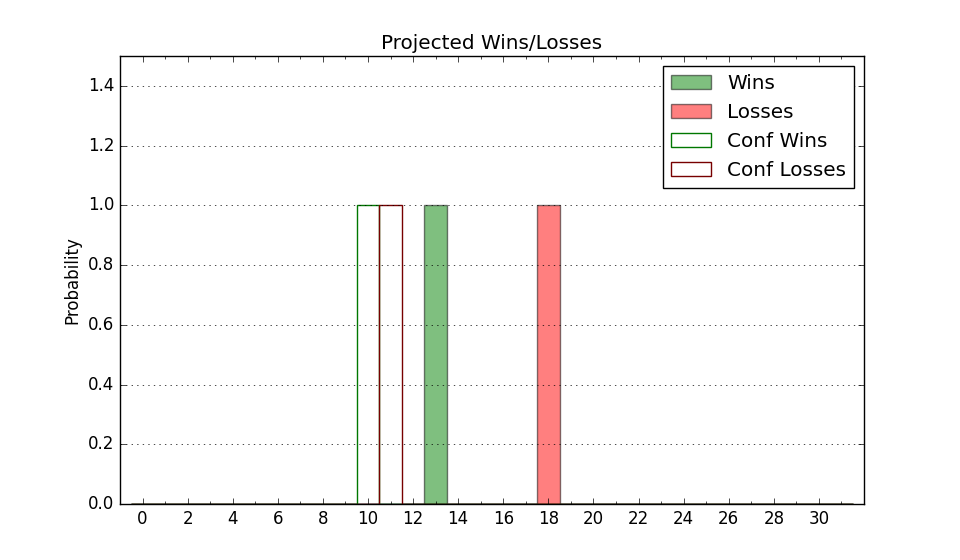 Projected Wins/Losses
1.4
1.2
1.0
0.8
0.6
0.4
0.2
0.0
Probability
Wins
Losses
Conf Wins
Conf Losses
0 2 4 6 8 10 12 14 16 18 20 22 24 26 28 30